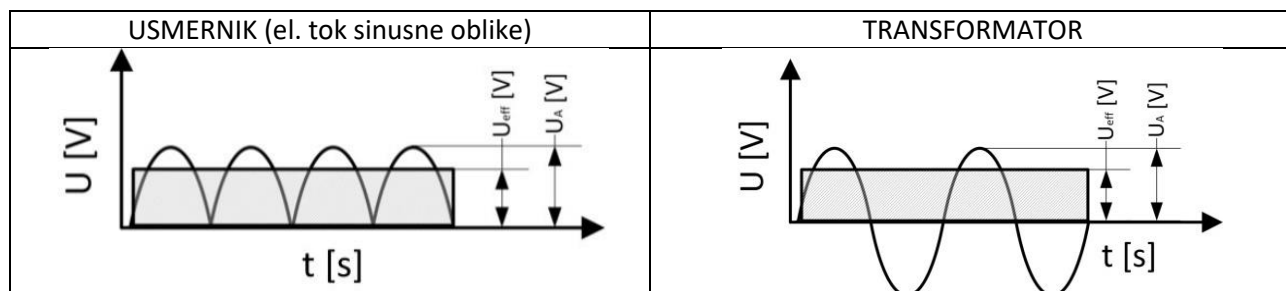 USMERNIK (el. tok sinusne oblike)
TRANSFORMATOR
U [V]
Ueff [V]
UA [V]
t [s]
U [V]
Ueff [V]
UA [V]
t [s]